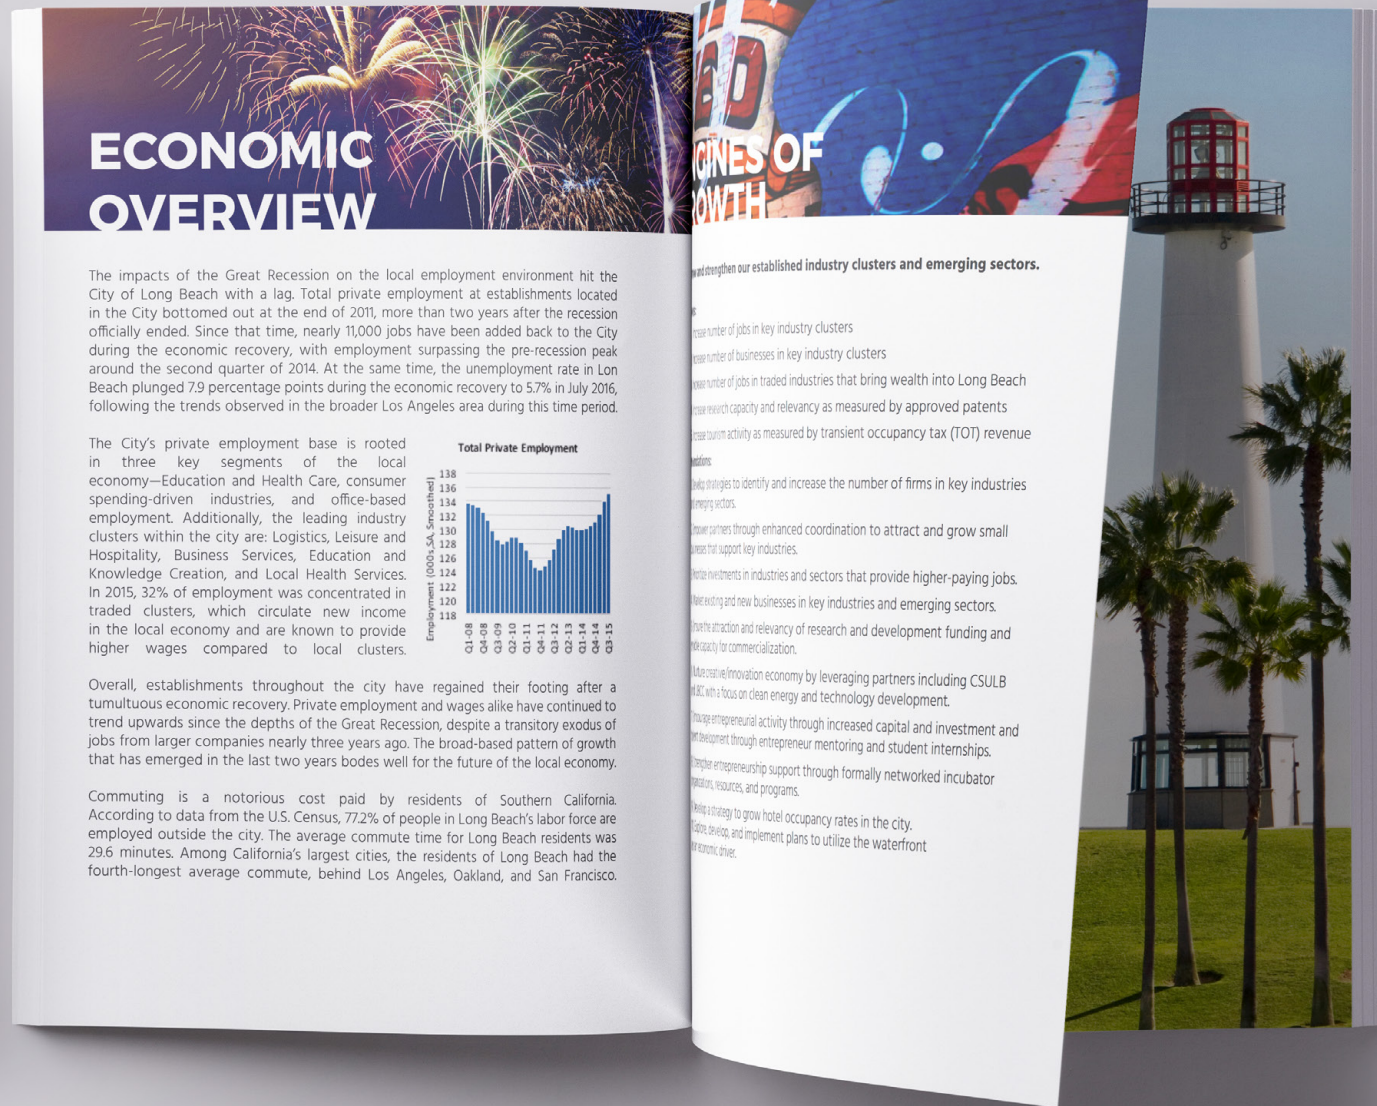 ECONOMIC
OVERVIEW
The impacts of the Great Recession on the local employment environment hit the
City of Long Beach with a lag. Total private employment at establishments located
in the City bottomed out at the end of 2011, more than two years after the recession
officially ended. Since that time, nearly 11,000 jobs have been added back to the City
during the economic recovery, with employment surpassing the pre-recession peak
around the second quarter of 2014. At the same time, the unemployment rate in Lon
Beach plunged 7.9 percentage points during the economic recovery to 5.7% in July 2016,
following the trends observed in the broader Los Angeles area during this time period.
The City's private employment base is rooted
in three key segments of the local
economy—Education and Health Care, consumer
spending-driven industries, and office-based
employment. Additionally, the leading industry
clusters within the city are: Logistics, Leisure and
Hospitality, Business Services, Education and
Knowledge Creation, and Local Health Services.
In 2015, 32% of employment was concentrated in
traded clusters, which circulate new income
in the local economy and are known to provide
higher wages compared to local clusters.
Total Private Employment
Employment (000s, SA, Smoothed)
138
136
134
132
130
128
126
124
122
120
118
Q1-08
Q4-08
Q3-09
Q2-10
Q1-11
Q4-11
Q3-12
Q2-13
Q1-14
Q4-14
Q3-15
Overall, establishments throughout the city have regained their footing after a
tumultuous economic recovery. Private employment and wages alike have continued to
trend upwards since the depths of the Great Recession, despite a transitory exodus of
jobs from larger companies nearly three years ago. The broad-based pattern of growth
that has emerged in the last two years bodes well for the future of the local economy.
Commuting is a notorious cost paid by residents of Southern California.
According to data from the U.S. Census, 77.2% of people in Long Beach's labor force are
employed outside the city. The average commute time for Long Beach residents was
29.6 minutes. Among California's largest cities, the residents of Long Beach had the
fourth-longest average commute, behind Los Angeles, Oakland, and San Francisco.
GINES OF
ROWTH
and strengthen our established industry clusters and emerging sectors.
number of jobs in key industry clusters
number of businesses in key industry clusters
number of jobs in traded industries that bring wealth into Long Beach
research capacity and relevancy as measured by approved patents
tourism activity as measured by transient occupancy tax (TOT) revenue
strategies to identify and increase the number of firms in key industries
emerging sectors.
partners through enhanced coordination to attract and grow small
that support key industries.
investments in industries and sectors that provide higher-paying jobs.
existing and new businesses in key industries and emerging sectors.
the attraction and relevancy of research and development funding and
capacity for commercialization.
creative/innovation economy by leveraging partners including CSULB
with a focus on clean energy and technology development.
entrepreneurial activity through increased capital and investment and
development through entrepreneur mentoring and student internships.
entrepreneurship support through formally networked incubator
resources, and programs.
a strategy to grow hotel occupancy rates in the city.
develop, and implement plans to utilize the waterfront
economic driver.